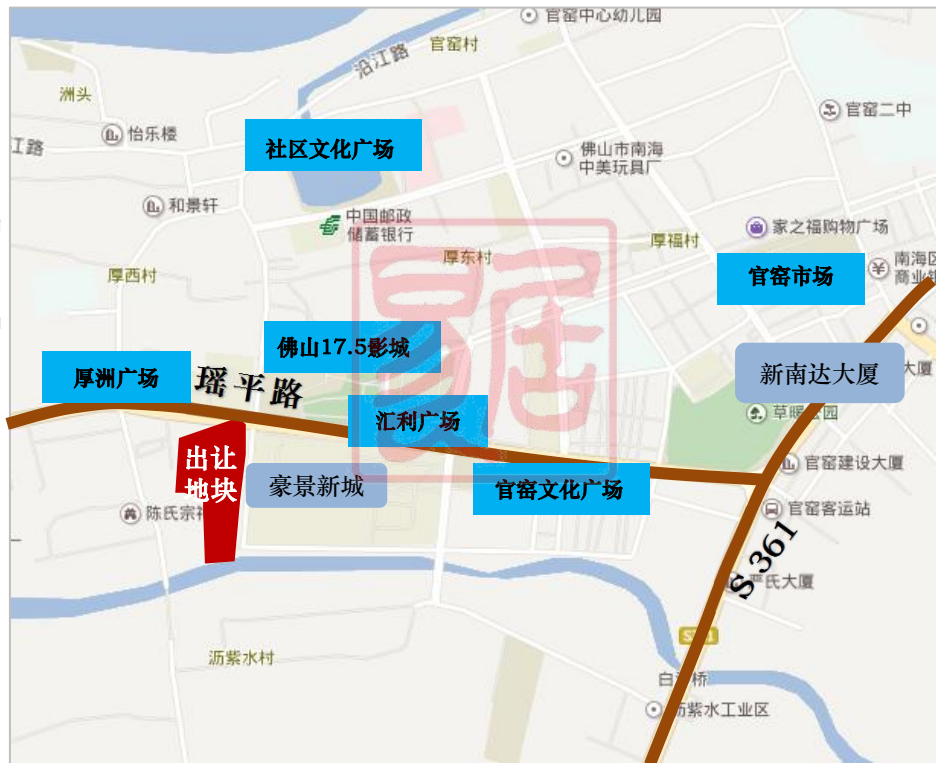 官窑中心幼儿园
官窑村
沿江路
洲头
官窑二中
怡乐楼
江路
社区文化广场
佛山市南海
中美玩具厂
和景轩
中国邮政
储蓄银行
家之福购物广场
厚福村
厚东村
南海区
商业银
厚西村
官窑市场
易居
佛山17.5影城
厚洲广场
瑶平路
新南达大厦
大厦
汇利广场
草暖公园
出让
地块
豪景新城
官窑文化广场
官窑建设大厦
陈氏宗祠
官窑客运站
S 361
严氏大厦
沥紫水村
桥
沥紫水工业区